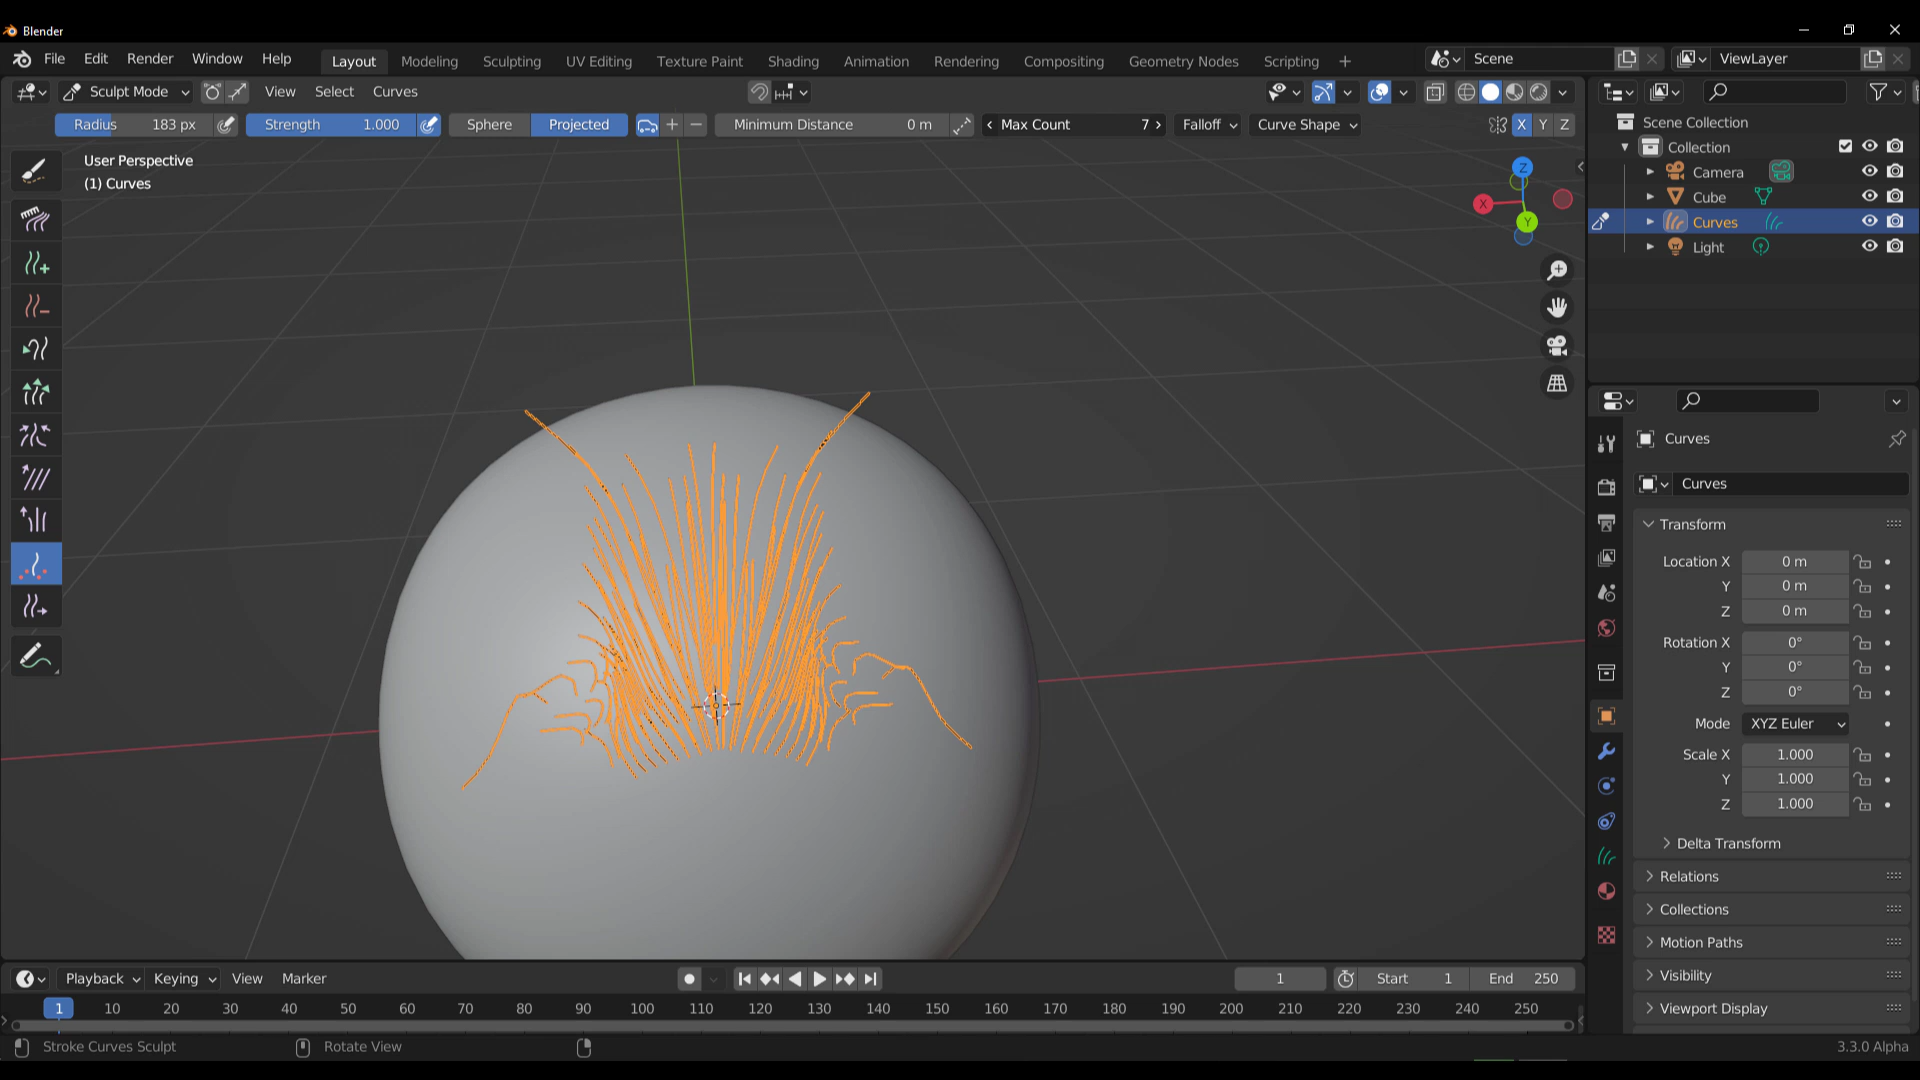 Blender
File Edit Render Window Help Layout Modeling Sculpting UV Editing Texture Paint Shading Animation Rendering Compositing Geometry Nodes Scripting + Scene ViewLayer
Sculpt Mode View Select Curves
Radius 183 px Strength 1.000 Sphere Projected Minimum Distance 0 m Max Count 7 Falloff Curve Shape X Y Z
User Perspective
(1) Curves
Z
X
Y
Scene Collection
Collection
Camera
Cube
Curves
Light
Curves
Curves
Transform
Location X 0 m
Y 0 m
Z 0 m
Rotation X 0°
Y 0°
Z 0°
Mode XYZ Euler
Scale X 1.000
Y 1.000
Z 1.000
Delta Transform
Relations
Collections
Motion Paths
Visibility
Viewport Display
Playback Keying View Marker 1 Start 1 End 250
1 10 20 30 40 50 60 70 80 90 100 110 120 130 140 150 160 170 180 190 200 210 220 230 240 250
Stroke Curves Sculpt Rotate View 3.3.0 Alpha